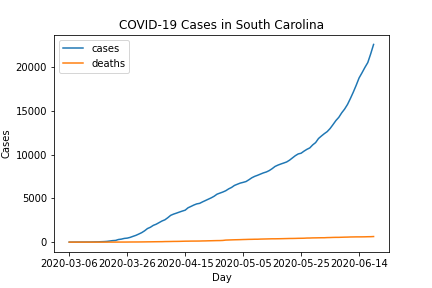 COVID-19 Cases in South Carolina
cases
deaths
20000
15000
10000
5000
0
Cases
2020-03-06 2020-03-26 2020-04-15 2020-05-05 2020-05-25 2020-06-14
Day